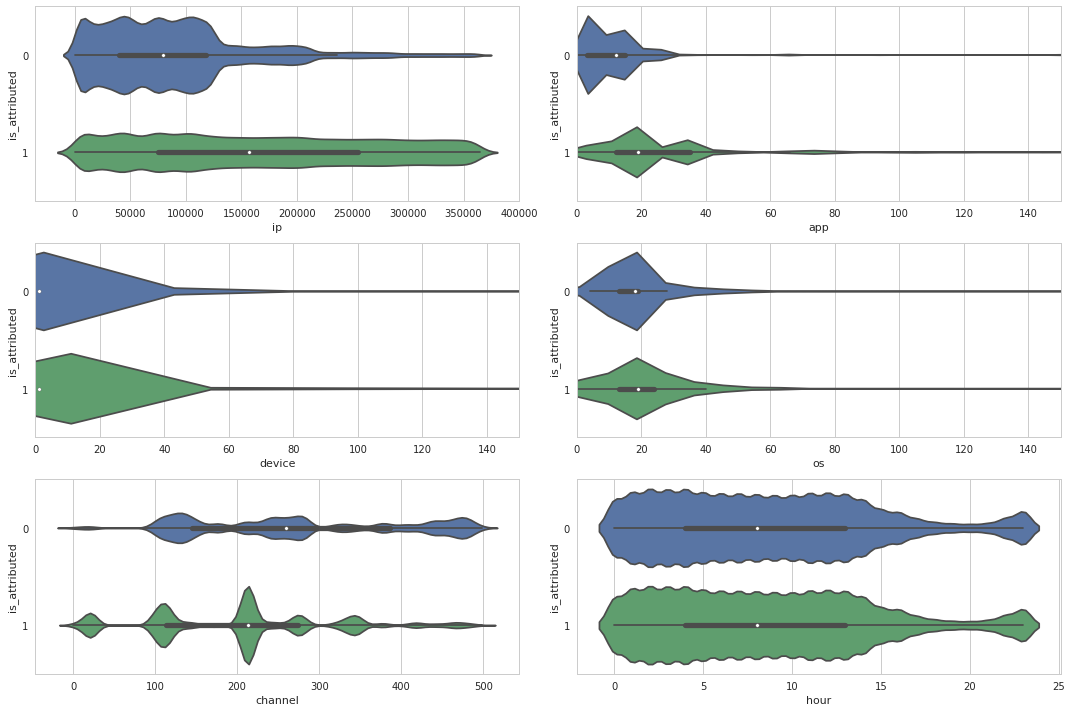 is_attributed
0
1
0 50000 100000 150000 200000 250000 300000 350000 400000
ip
is_attributed
0
1
0 20 40 60 80 100 120 140
app
is_attributed
0
1
0 20 40 60 80 100 120 140
device
is_attributed
0
1
0 20 40 60 80 100 120 140
os
is_attributed
0
1
0 100 200 300 400 500
channel
is_attributed
0
1
0 5 10 15 20 25
hour